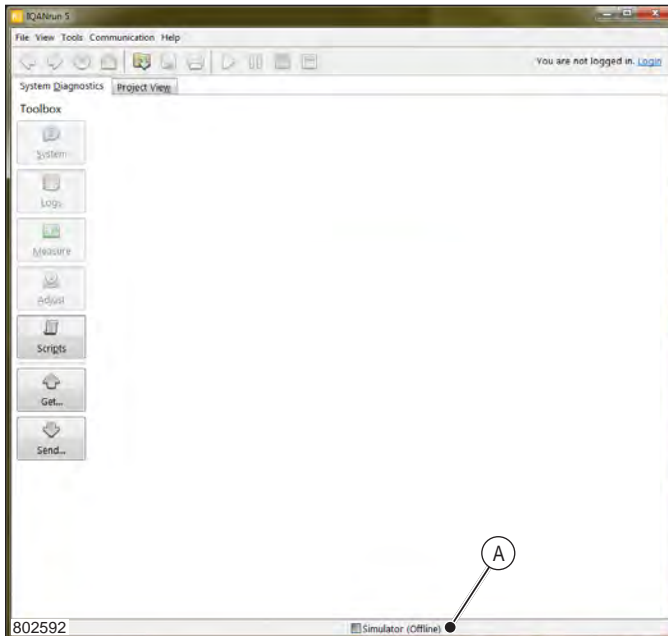 IQANrun 5
File View Tools Communication Help
You are not logged in. Login
System Diagnostics Project View
Toolbox
System
Logs
Measure
Adjust
Scripts
Get...
Send...
A
802592 Simulator (Offline)